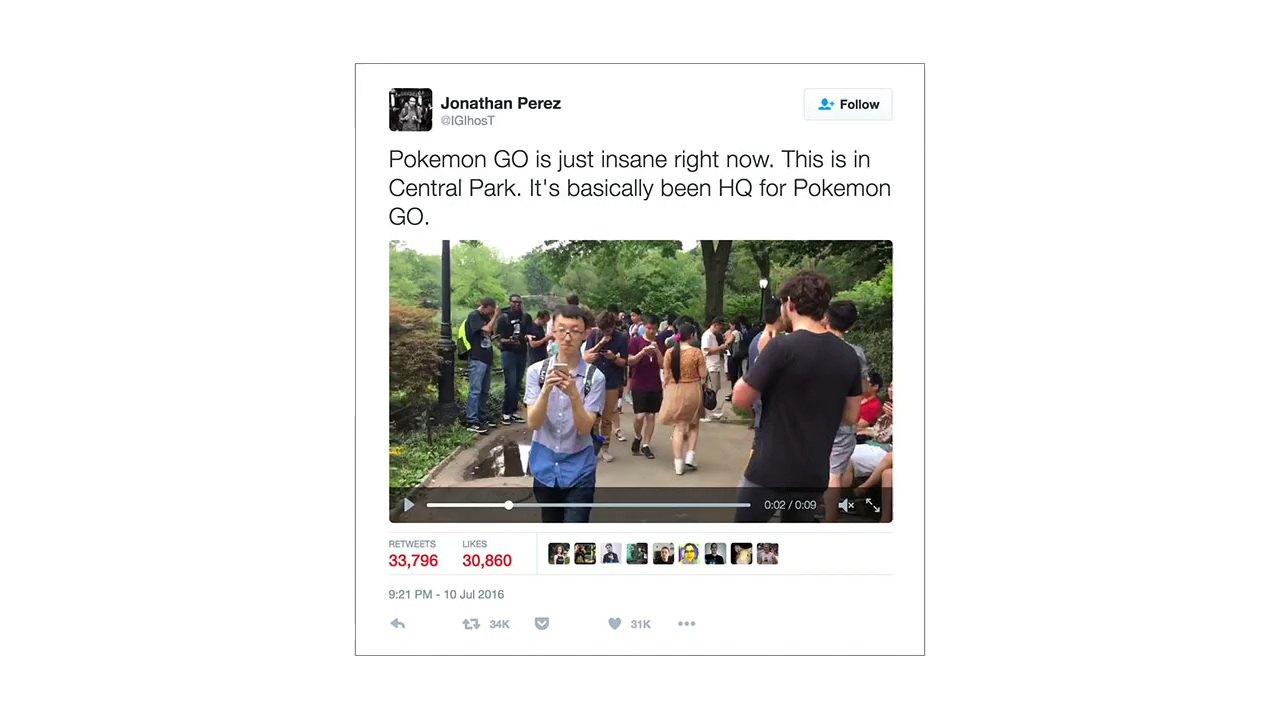 Jonathan Perez
@IGIhosT
Follow
Pokemon GO is just insane right now. This is in
Central Park. It's basically been HQ for Pokemon
GO.
0:02 / 0:09
RETWEETS
LIKES
33,796
30,860
9:21 PM - 10 Jul 2016
34K
31K